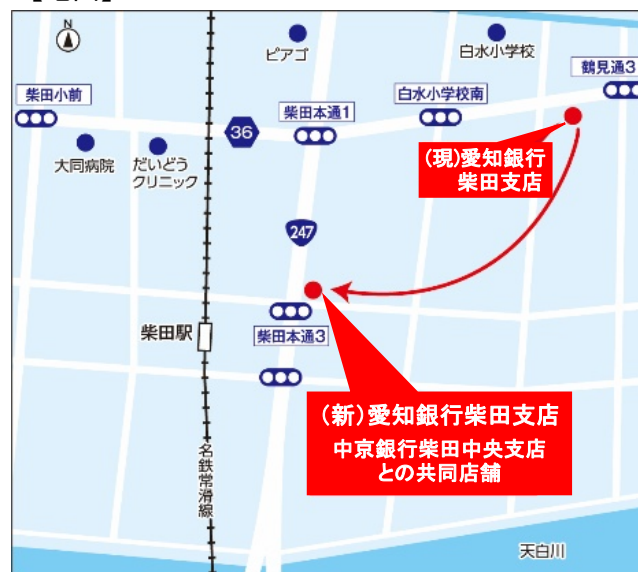 N
ピアゴ
白水小学校
鶴見通3
柴田小前
白水小学校南
柴田本通1
36
大同病院
だいどう
クリニック
(現)愛知銀行
柴田支店
247
柴田駅
柴田本通3
(新)愛知銀行柴田支店
中京銀行柴田中央支店
との共同店舗
名鉄常滑線
天白川